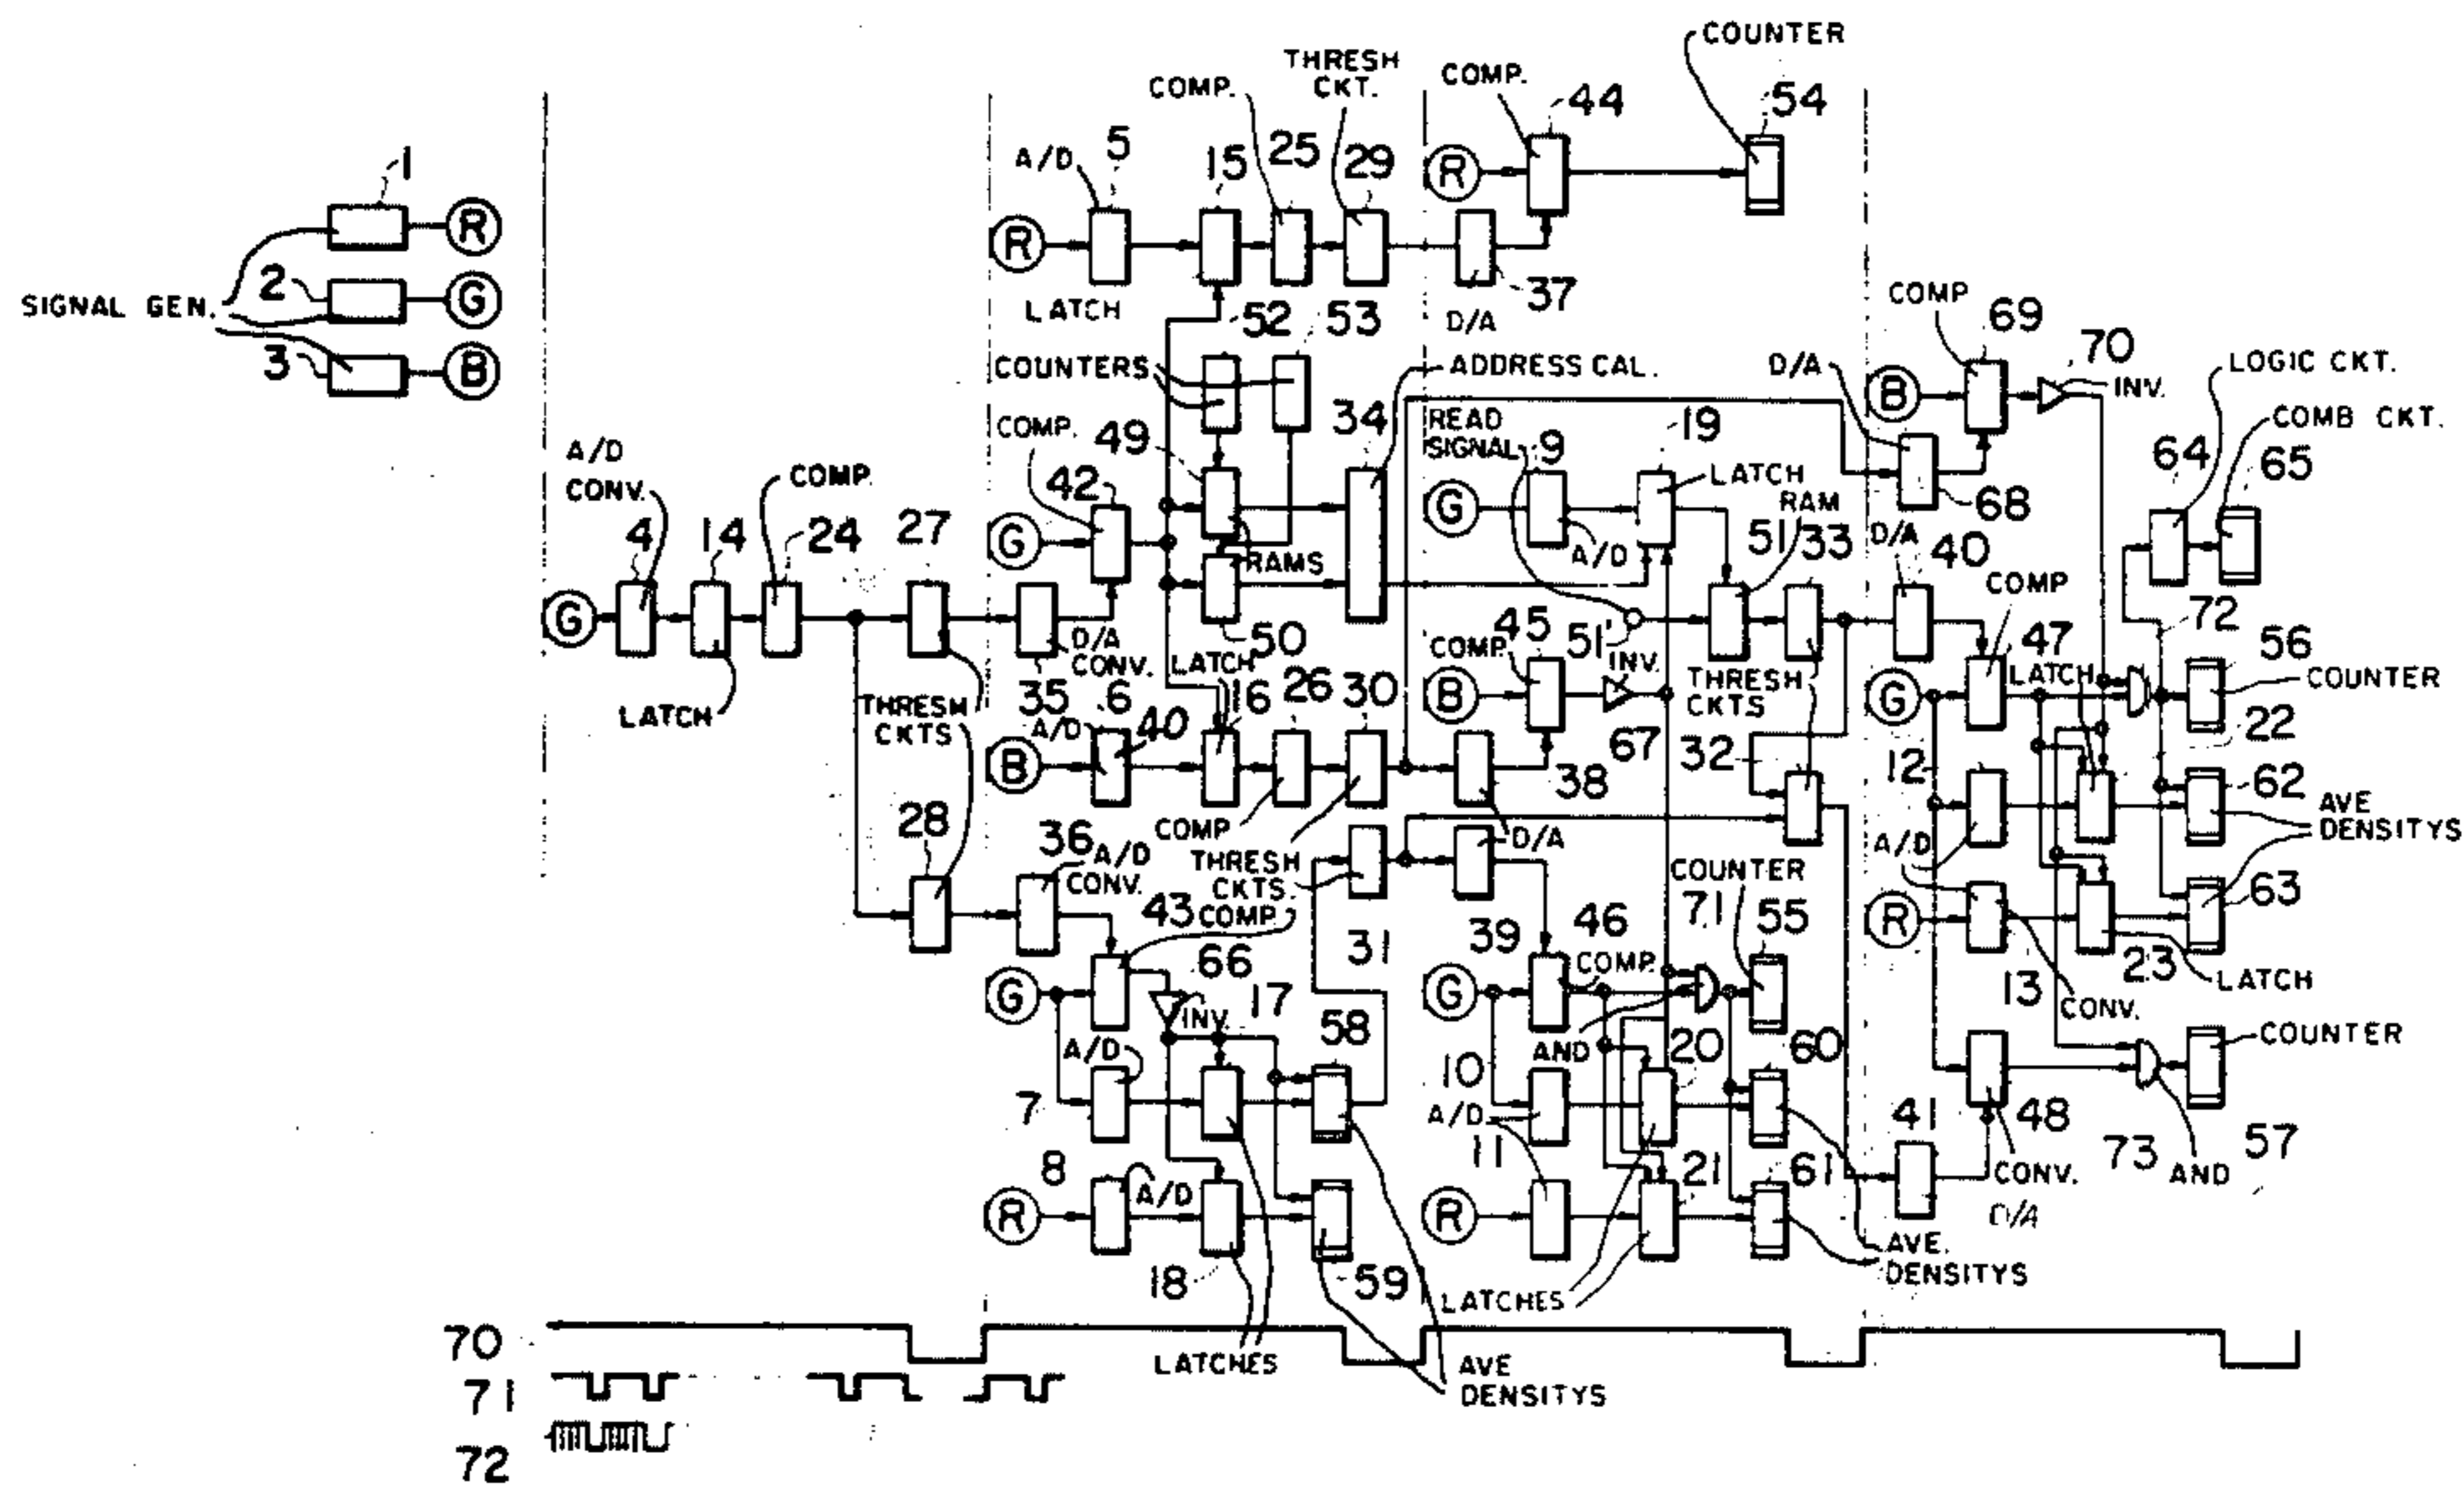 COUNTER
THRESH
CKT.
COMP.
COMP.
44
54
1
A/D
5
15
25
29
R
R
R
SIGNAL GEN.
2
G
LATCH
52
53
37
D/A
COMP
69
3
B
COUNTERS
ADDRESS CAL.
D/A
B
70
INV.
LOGIC CKT.
COMP.
49
34
READ
SIGNAL
9
19
COMB CKT.
A/D
CONV.
COMP.
42
LATCH
RAM
68
64
65
4
14
24
27
G
G
A/D
51
33
D/A
40
RAMS
COMP
G
50
COMP.
45
51'
INV.
47
72
56
LATCH
D/A
CONV.
LATCH
35
THRESH
CKTS
6
16
26
30
B
THRESH
CKTS
G
COUNTER
THRESH
CKTS
A/D
40
67
32
22
B
12
62
38
COMP
AVE
DENSITYS
28
36
A/D
CONV.
THRESH
CKTS.
D/A
COUNTER
A/D
43
COMP
71
55
R
63
31
39
46
COMP.
23
LATCH
66
G
INV
17
G
13
CONV.
58
AND
20
60
COUNTER
A/D
10
7
A/D
41
48
11
73
AND
57
8
A/D
21
61
CONV.
D/A
R
R
18
59
AVE.
DENSITYS
LATCHES
70
LATCHES
AVE
DENSITYS
71
72